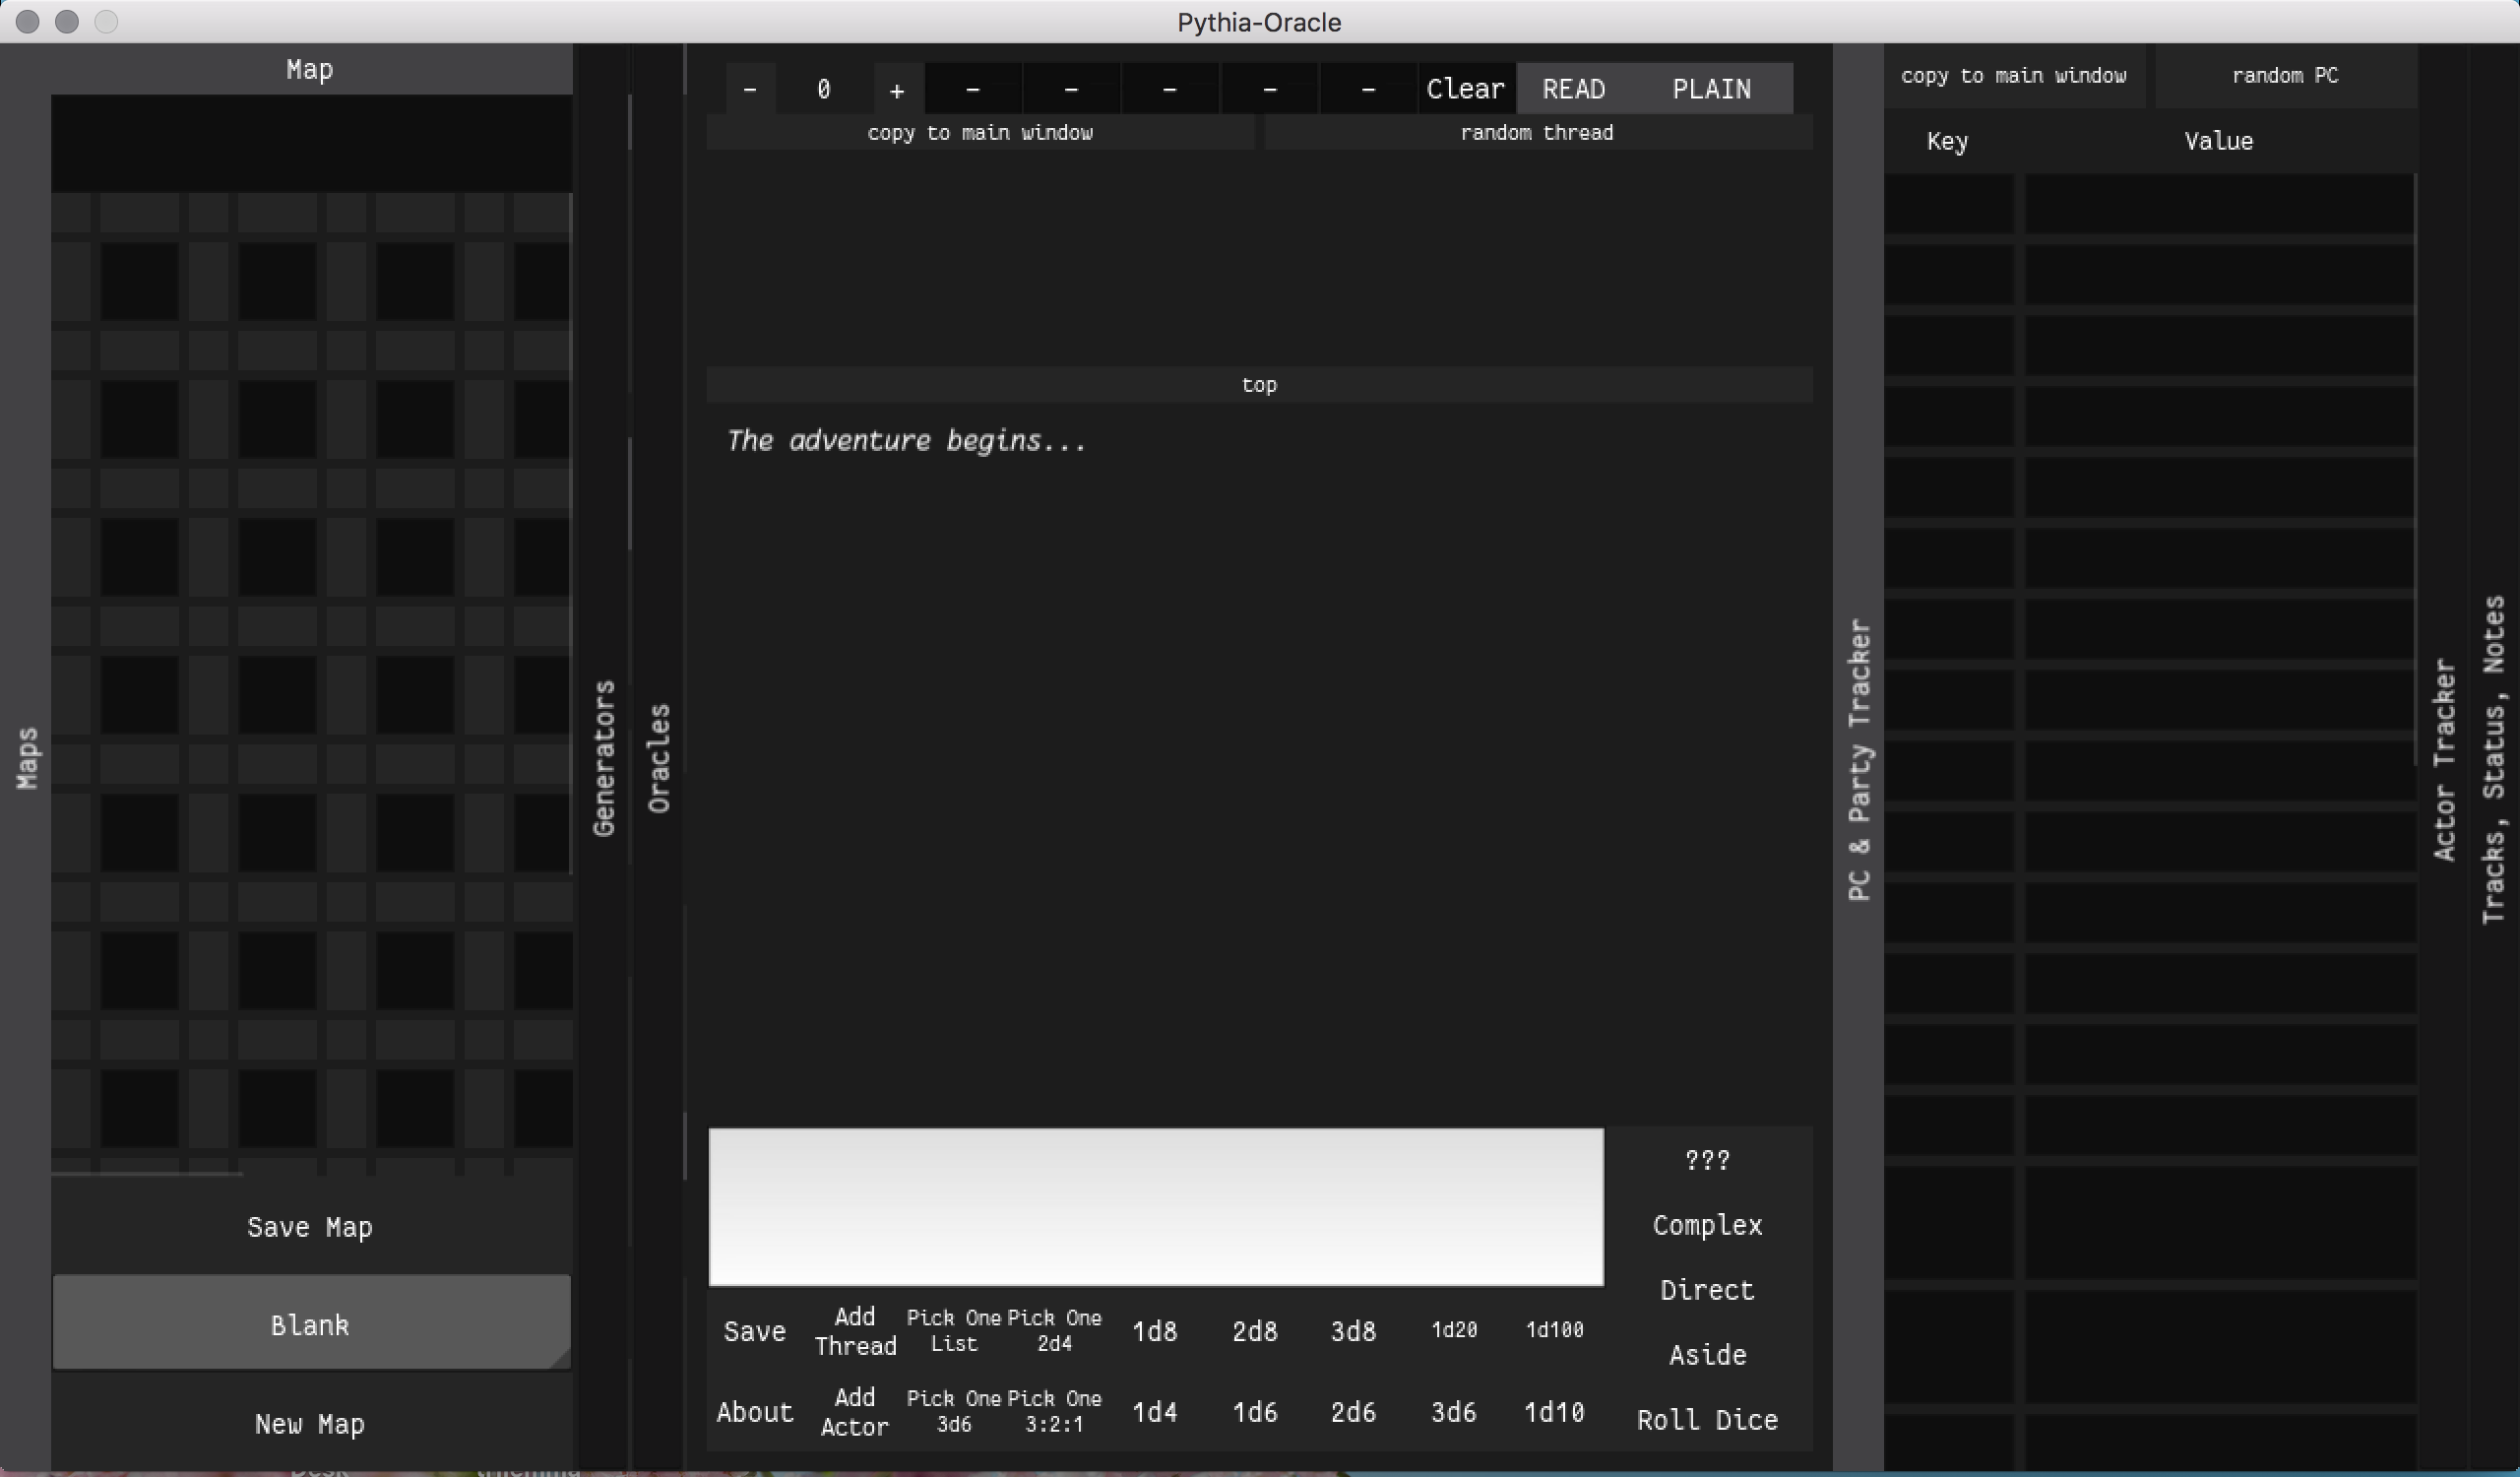 Pythia-Oracle
Maps
Map
Save Map
Blank
New Map
Generators
Oracles
- 0 + - - - - - Clear READ PLAIN
copy to main window random thread
top
The adventure begins...
???
Complex
Direct
Aside
Roll Dice
Save Add Thread Pick One List Pick One 2d4 1d8 2d8 3d8 1d20 1d100
About Add Actor Pick One 3d6 Pick One 3:2:1 1d4 1d6 2d6 3d6 1d10
PC & Party Tracker
copy to main window random PC
Key Value
Actor Tracker
Tracks, Status, Notes